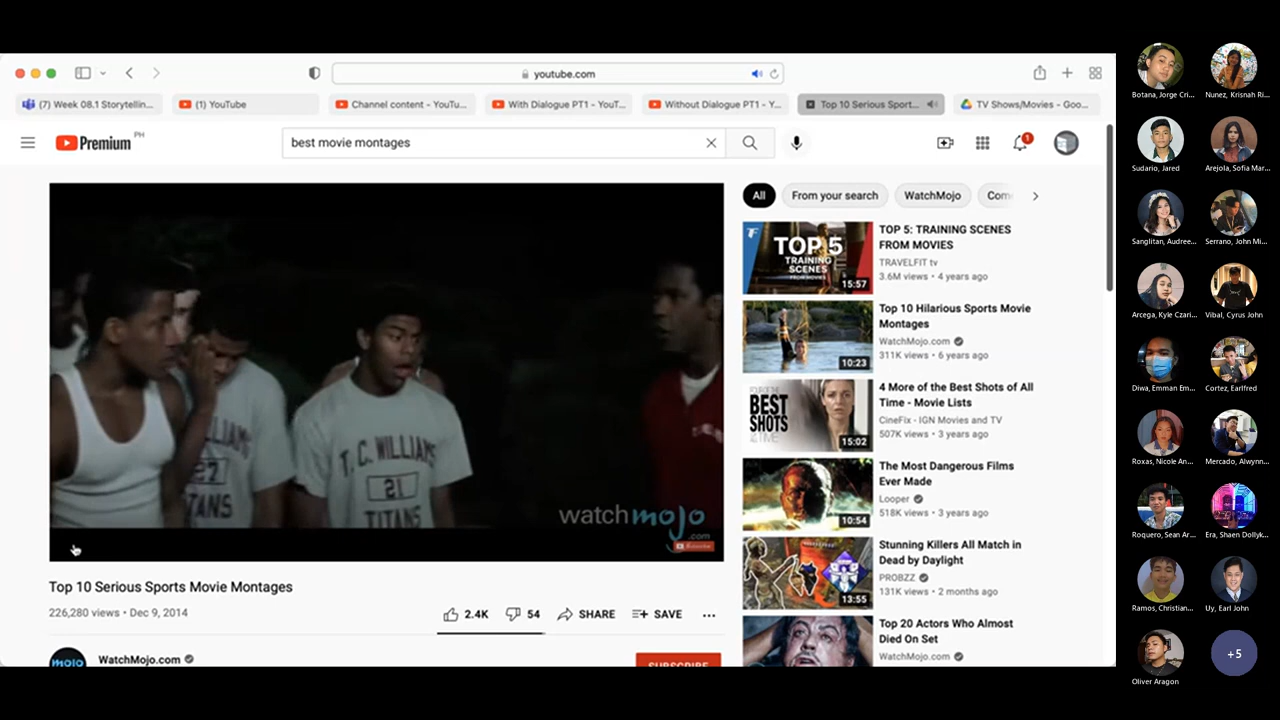 youtube.com
(7) Week 08.1 Storytellin...
(1) YouTube
Channel content - YouTu...
With Dialogue PT1 - YouT...
Without Dialogue PT1 - Y...
Top 10 Serious Sport...
TV Shows/Movies - Goo...
Premium PH
best movie montages
1
T. C. WILLIAMS
21
TITANS
WILLIAMS
27
TITANS
watchmojo
.com
Subscribe
Top 10 Serious Sports Movie Montages
226,280 views • Dec 9, 2014
2.4K
54
SHARE
SAVE
mojo
WatchMojo.com
SUBSCRIBE
All
From your search
WatchMojo
Com
TOP 5
TRAINING
SCENES
FROM MOVIES
15:57
TOP 5: TRAINING SCENES
FROM MOVIES
TRAVELFIT tv
3.6M views • 4 years ago
10:23
Top 10 Hilarious Sports Movie
Montages
WatchMojo.com
311K views • 6 years ago
BEST
SHOTS
15:02
4 More of the Best Shots of All
Time - Movie Lists
CineFix - IGN Movies and TV
507K views • 3 years ago
10:54
The Most Dangerous Films
Ever Made
Looper
518K views • 3 years ago
13:55
Stunning Killers All Match in
Dead by Daylight
PROBZZ
131K views • 2 months ago
Top 20 Actors Who Almost
Died On Set
WatchMojo.com
Botana, Jorge Cri...
Nunez, Krisnah Ri...
Sudario, Jared
Arejola, Sofia Mar...
Sanglitan, Audree...
Serrano, John Mi...
Arcega, Kyle Czari...
Vibal, Cyrus John
Diwa, Emman Em...
Cortez, Earlfred
Roxas, Nicole An...
Mercado, Alwynn...
Roquero, Sean Ar...
Era, Shaen Dollyk...
Ramos, Christian...
Uy, Earl John
Oliver Aragon
+5